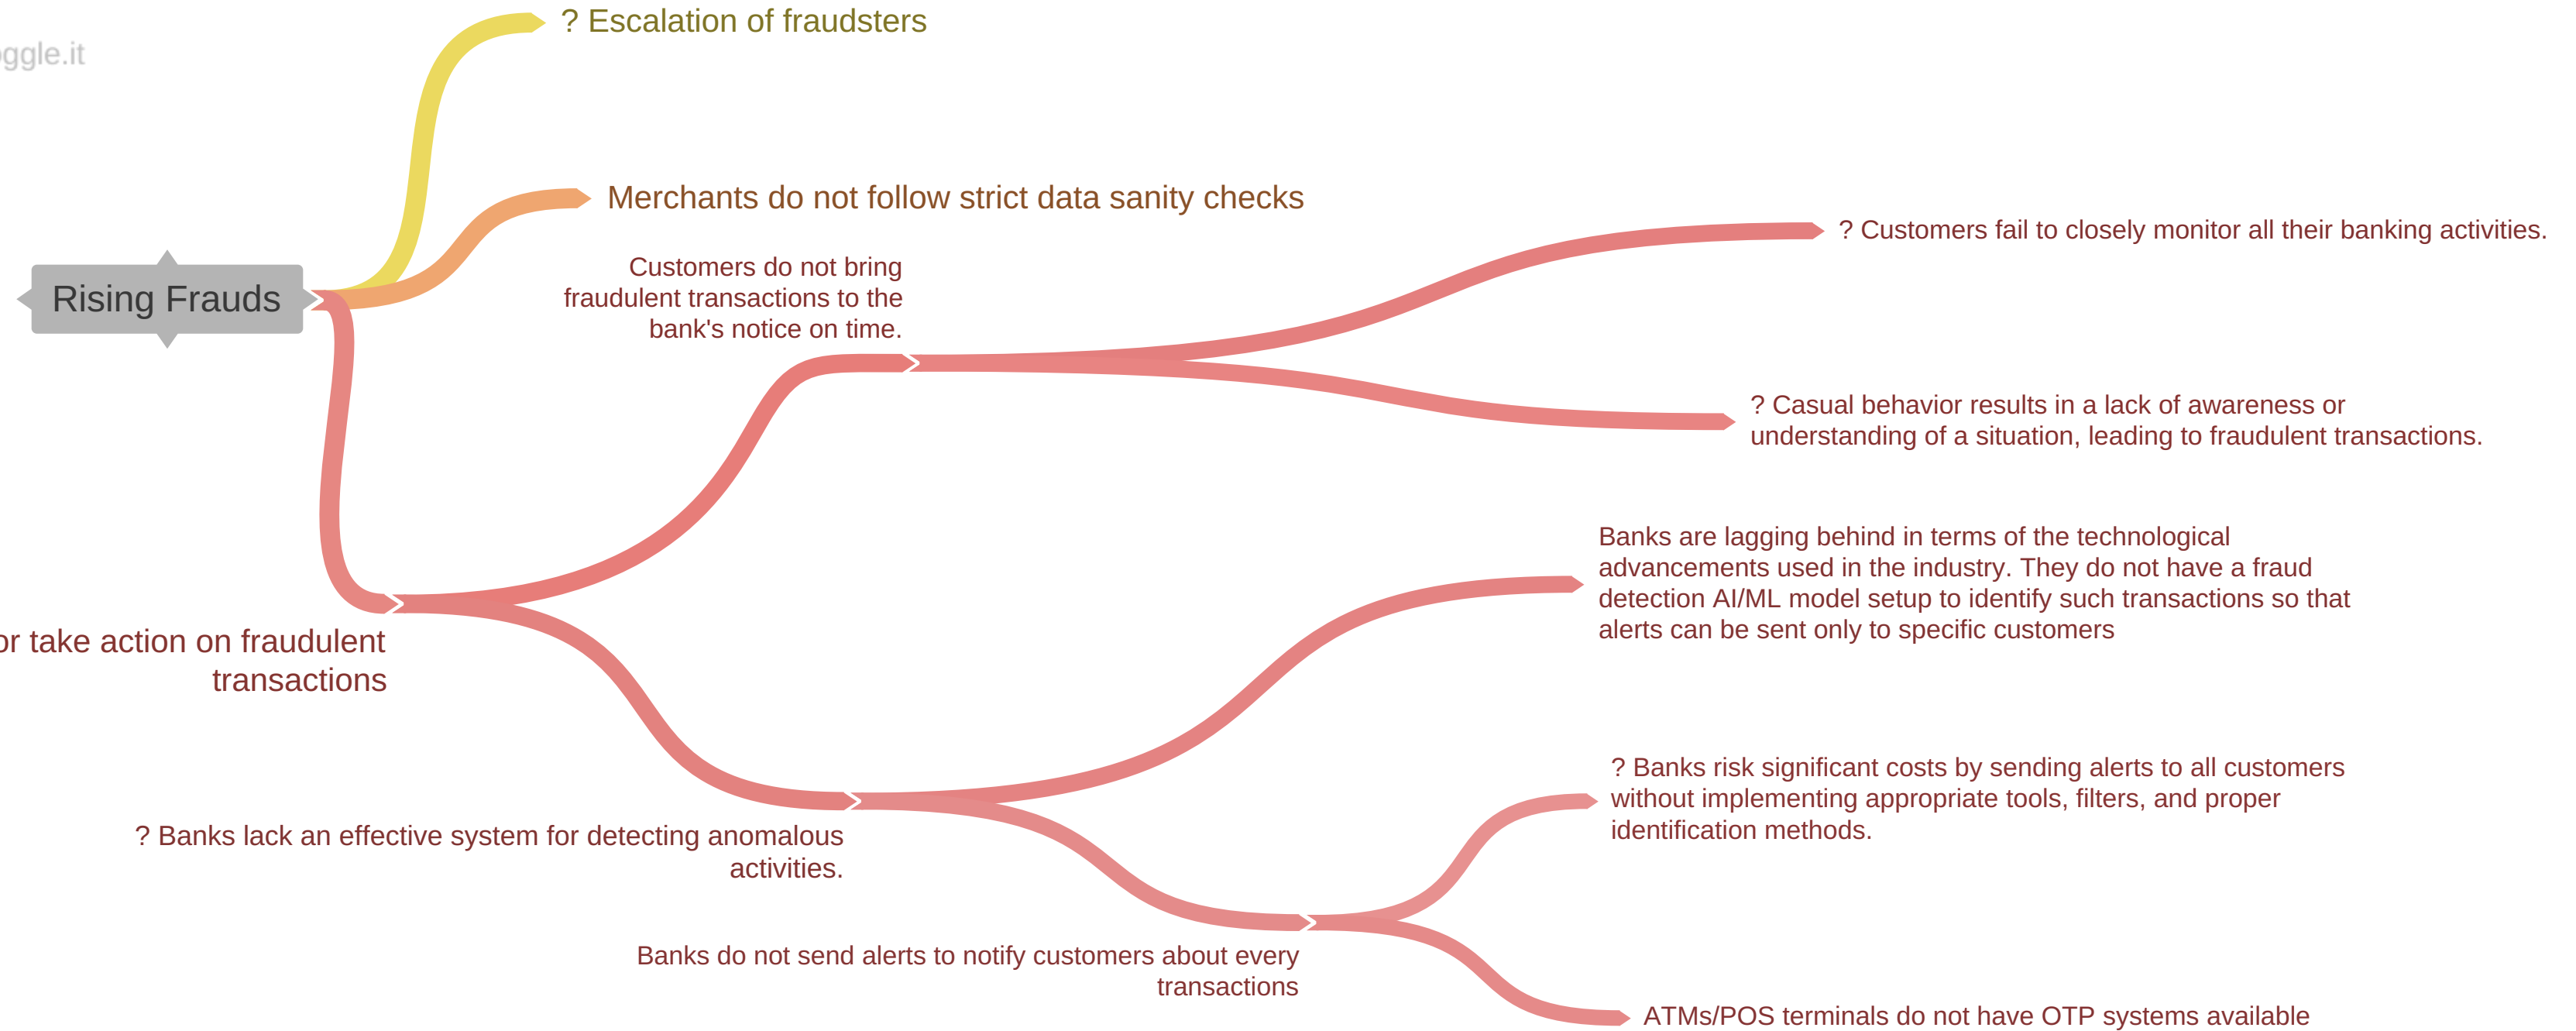 ? Escalation of fraudsters
oggle.it
Merchants do not follow strict data sanity checks
? Customers fail to closely monitor all their banking activities.
Customers do not bring
fraudulent transactions to the
bank's notice on time.
Rising Frauds
? Casual behavior results in a lack of awareness or
understanding of a situation, leading to fraudulent transactions.
Banks are lagging behind in terms of the technological
advancements used in the industry. They do not have a fraud
detection AI/ML model setup to identify such transactions so that
alerts can be sent only to specific customers
or take action on fraudulent
transactions
? Banks risk significant costs by sending alerts to all customers
without implementing appropriate tools, filters, and proper
identification methods.
? Banks lack an effective system for detecting anomalous
activities.
Banks do not send alerts to notify customers about every
transactions
ATMs/POS terminals do not have OTP systems available